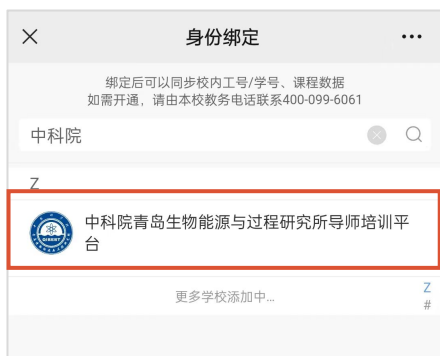 身份绑定
绑定后可以同步校内工号/学号、课程数据
如需开通，请由本校教务电话联系400-099-6061
中科院
Z
QIBEBT
中科院青岛生物能源与过程研究所导师培训平
台
更多学校添加中...
Z
#